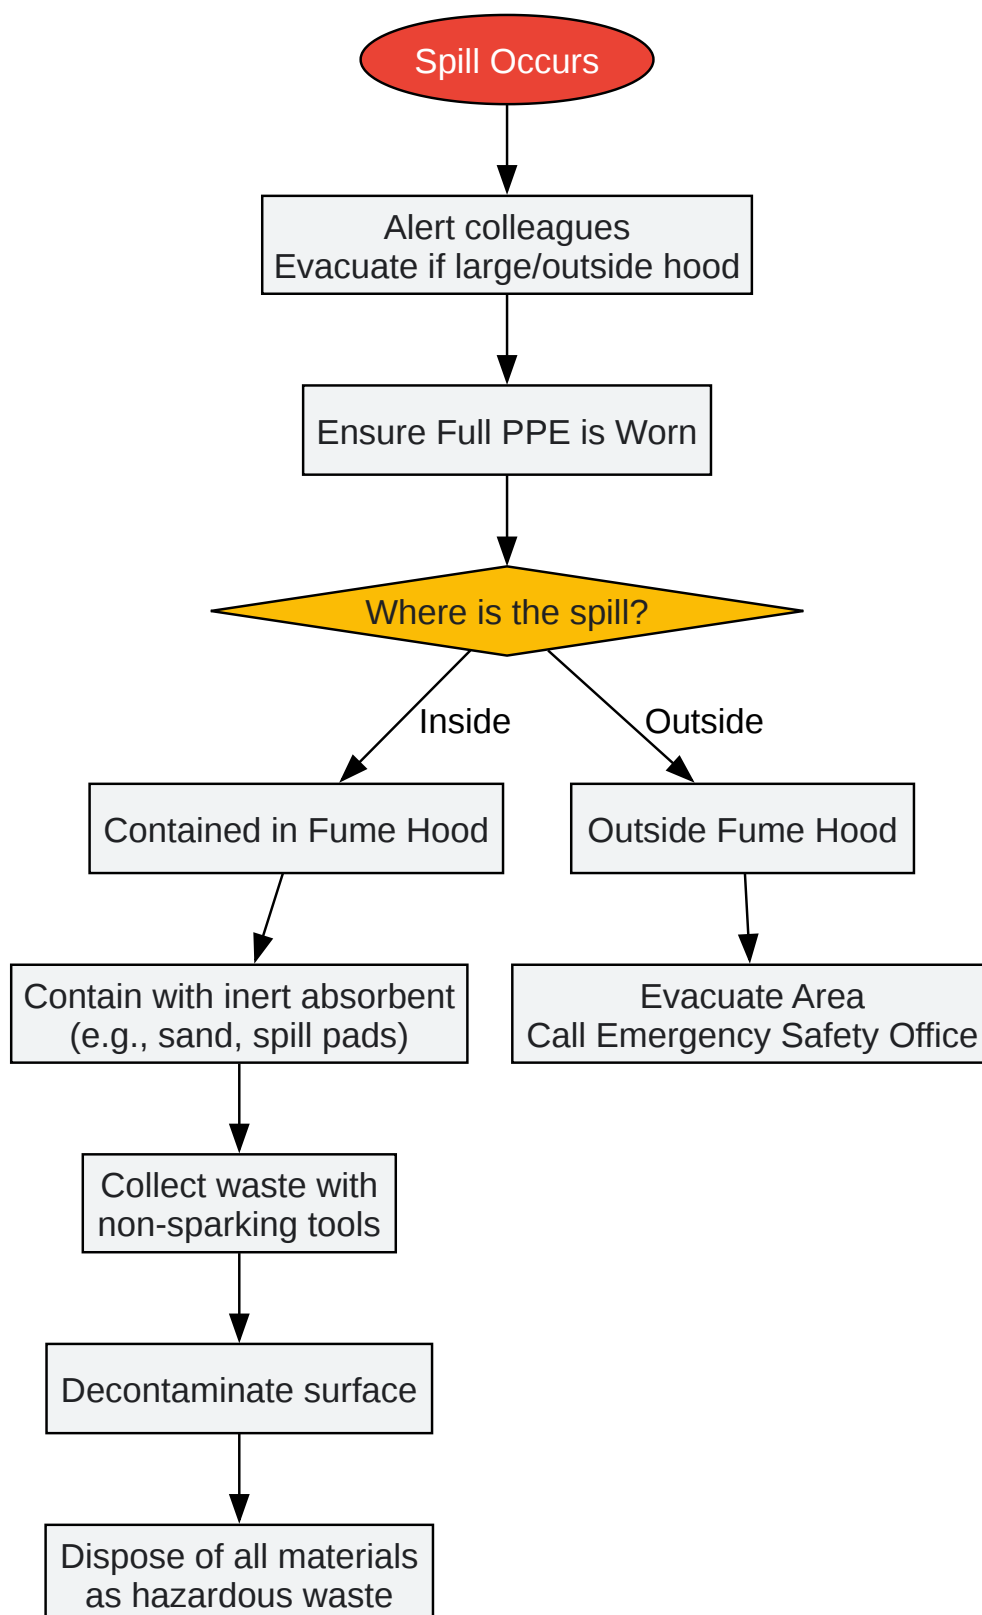 Spill Occurs
Alert colleagues
Evacuate if large/outside hood
Ensure Full PPE is Worn
Where is the spill?
Inside
Outside
Contained in Fume Hood
Outside Fume Hood
Contain with inert absorbent
(e.g., sand, spill pads)
Evacuate Area
Call Emergency Safety Office
Collect waste with
non-sparking tools
Decontaminate surface
Dispose of all materials
as hazardous waste